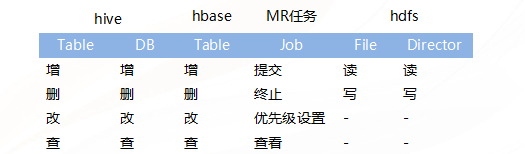 hive hbase MR任务 hdfs
Table DB Table Job File Director
增 增 增 提交 读 读
删 删 删 终止 写 写
改 改 改 优先级设置 - -
查 查 查 查看 - -